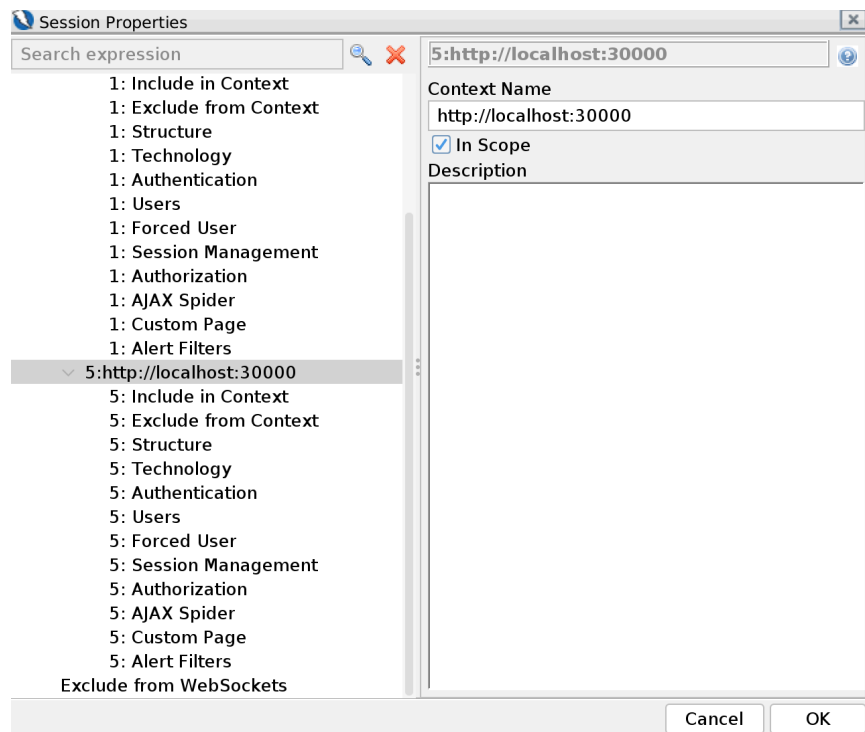 Session Properties
Search expression
1: Include in Context
1: Exclude from Context
1: Structure
1: Technology
1: Authentication
1: Users
1: Forced User
1: Session Management
1: Authorization
1: AJAX Spider
1: Custom Page
1: Alert Filters
5:http://localhost:30000
5: Include in Context
5: Exclude from Context
5: Structure
5: Technology
5: Authentication
5: Users
5: Forced User
5: Session Management
5: Authorization
5: AJAX Spider
5: Custom Page
5: Alert Filters
Exclude from WebSockets
5:http://localhost:30000
Context Name
http://localhost:30000
In Scope
Description
Cancel
OK